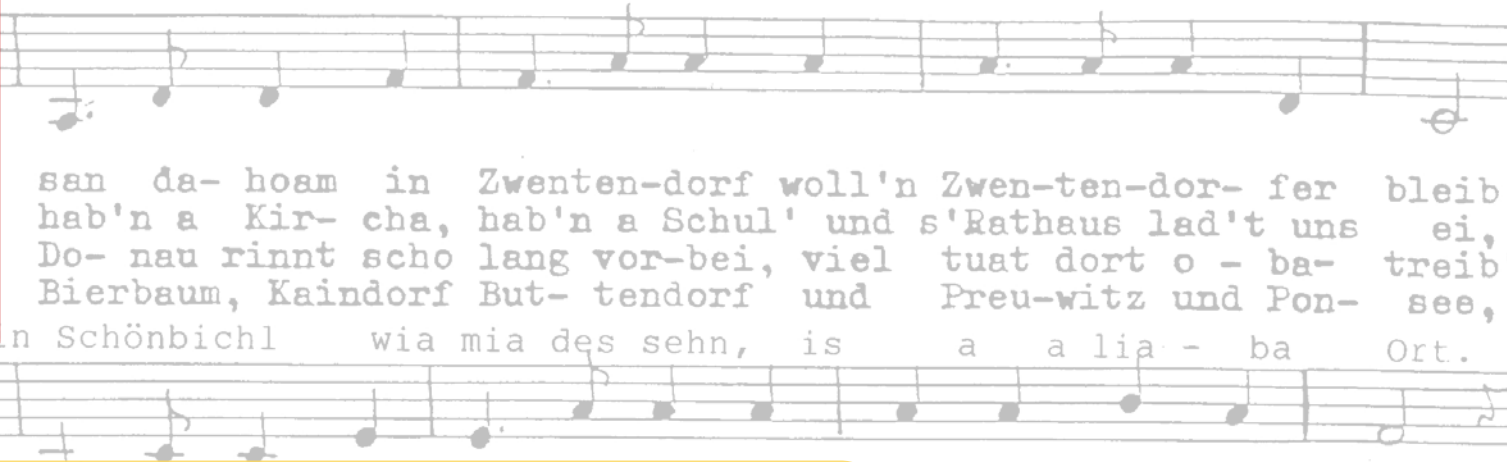 san da- hoam in Zwenten-dorf woll'n Zwen-ten-dor- fer bleib
hab'n a Kir- cha, hab'n a Schul' und s'Rathaus lad't uns ei,
Do- nau rinnt scho lang vor-bei, viel tuat dort o - ba- treib
Bierbaum, Kaindorf But- tendorf und Preu-witz und Pon- see,
in Schönbichl wia mia des sehn, is a a lia - ba Ort.